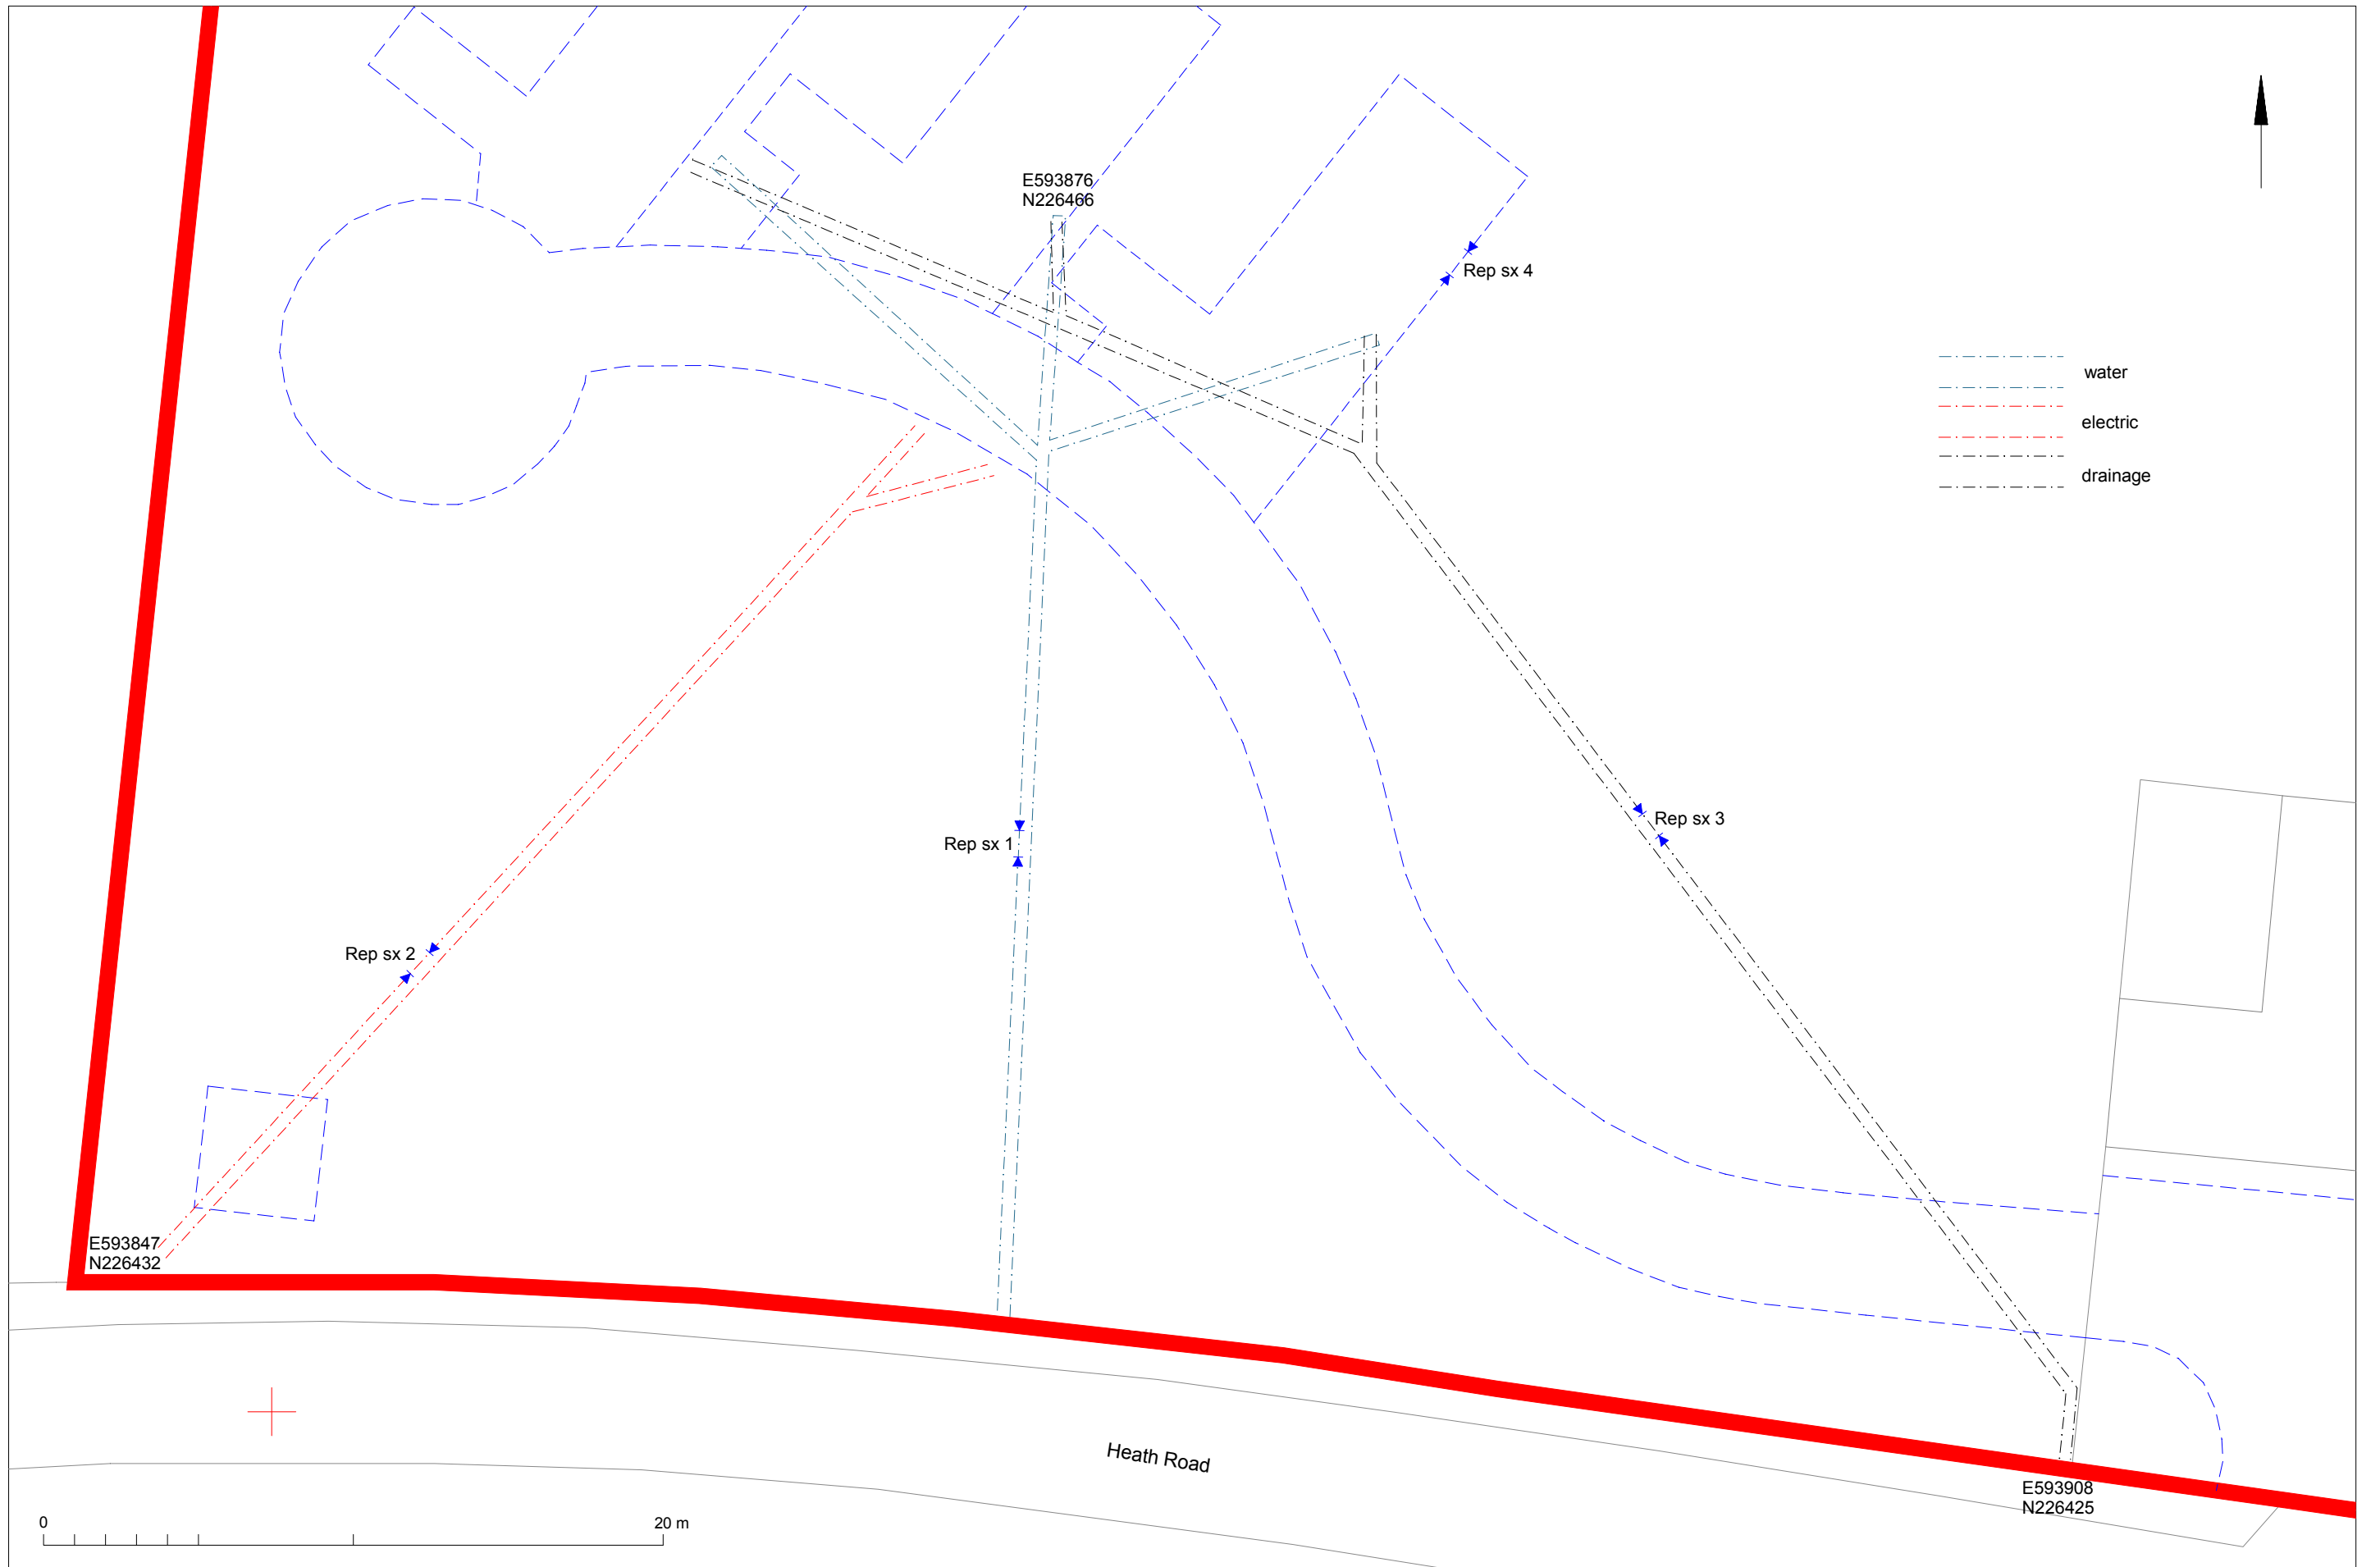 E593876
N226466
Rep sx 4
water
electric
drainage
Rep sx 3
Rep sx 1
Rep sx 2
E593847
N226432
Heath Road
E593908
N226425
0
20 m